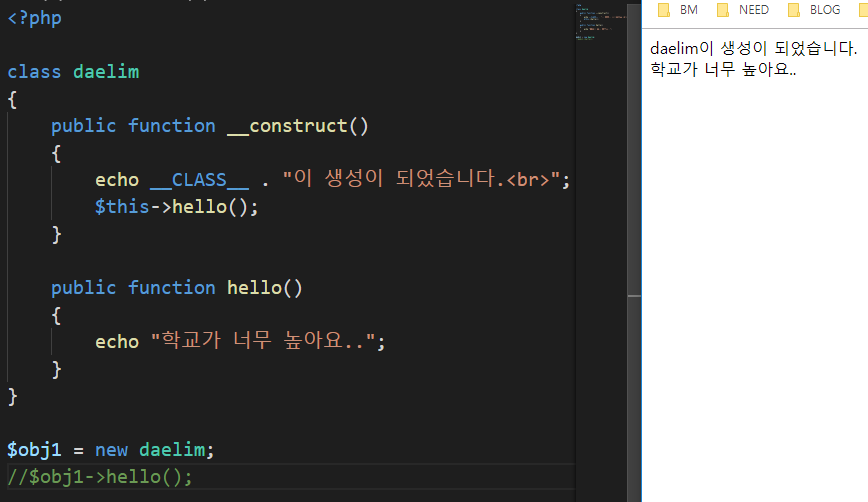 <?php
class daelim
{
    public function __construct()
    {
        echo __CLASS__ . "이 생성이 되었습니다.<br>";
        $this->hello();
    }
    public function hello()
    {
        echo "학교가 너무 높아요..";
    }
}
$obj1 = new daelim;
//$obj1->hello();
BM NEED BLOG
daelim이 생성이 되었습니다.
학교가 너무 높아요..